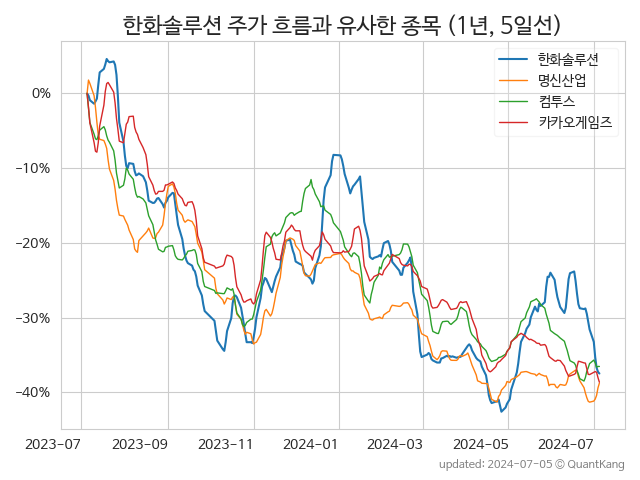 한화솔루션 주가 흐름과 유사한 종목 (1년, 5일선)
한화솔루션
명신산업
컴투스
카카오게임즈
0%
−10%
−20%
−30%
−40%
2023-07 2023-09 2023-11 2024-01 2024-03 2024-05 2024-07
updated: 2024-07-05 © QuantKang